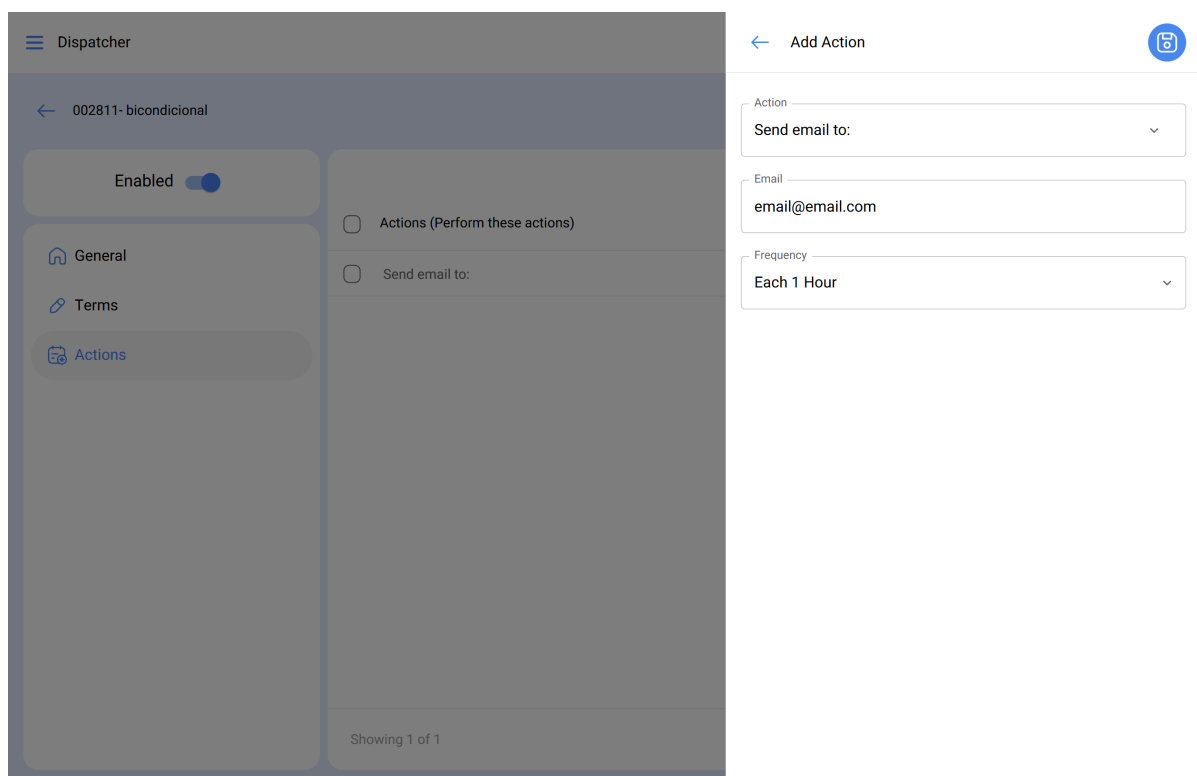 Dispatcher
002811- bicondicional
Enabled
General
Terms
Actions
Actions (Perform these actions)
Send email to:
Showing 1 of 1
Add Action
Action
Send email to:
Email
email@email.com
Frequency
Each 1 Hour